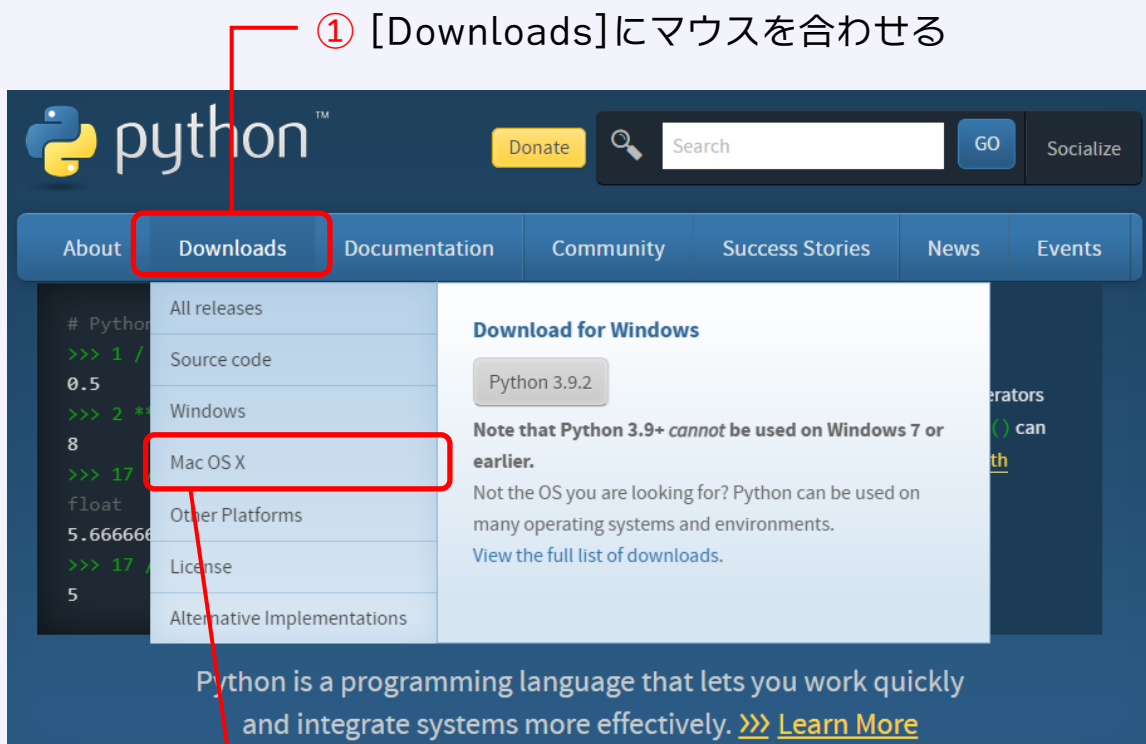 ① [Downloads]にマウスを合わせる
python™
Donate
Search
GO
Socialize
About
Downloads
Documentation
Community
Success Stories
News
Events
# Python
>>> 1 /
0.5
>>> 2 **
8
>>> 17
float
5.666666
>>> 17 /
5
All releases
Source code
Windows
Mac OS X
Other Platforms
License
Alternative Implementations
Download for Windows
Python 3.9.2
Note that Python 3.9+ cannot be used on Windows 7 or
earlier.
Not the OS you are looking for? Python can be used on
many operating systems and environments.
View the full list of downloads.
() can
Python is a programming language that lets you work quickly
and integrate systems more effectively. >>> Learn More